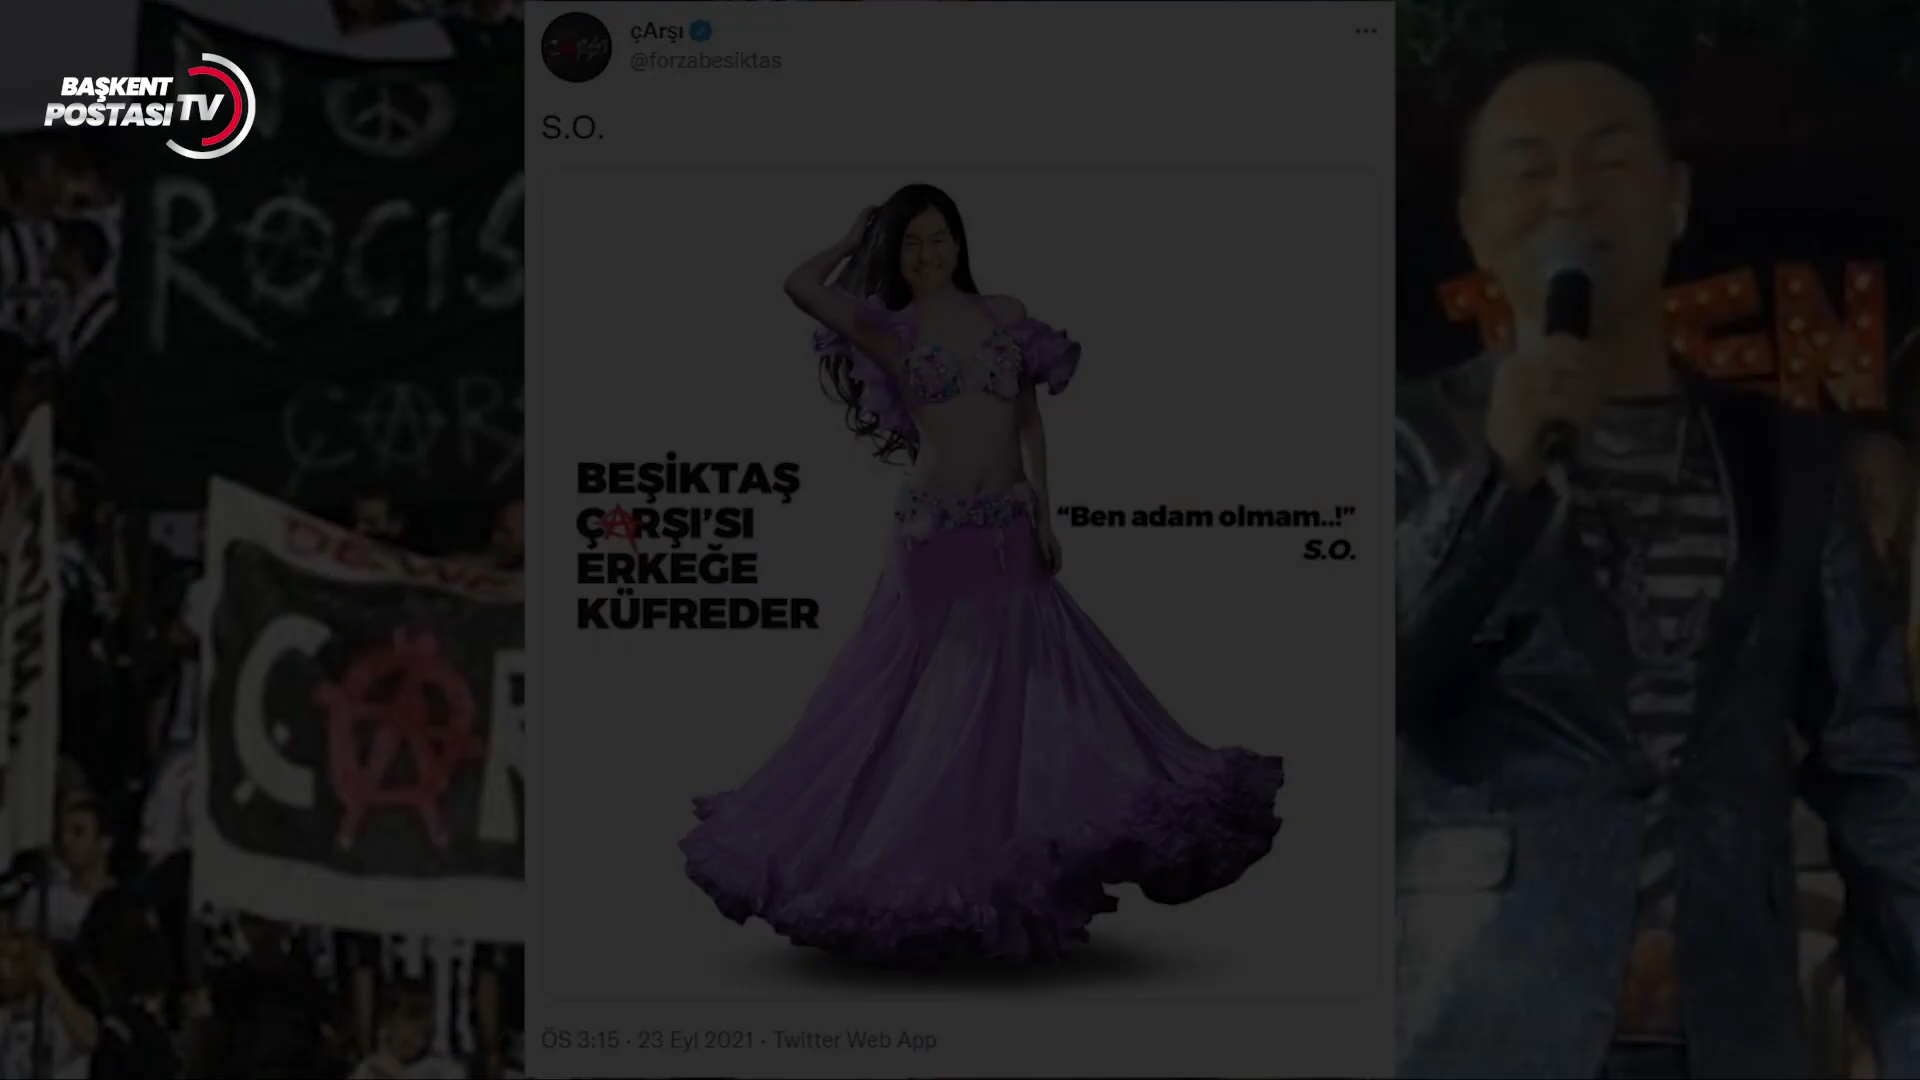 BAŞKENT
POSTASI TV
çArşı
@forzabesiktas
S.O.
BEŞİKTAŞ
ÇARŞI'SI
ERKEĞE
KÜFREDER
“Ben adam olmam..!”
S.O.
ÖS 3:15 · 23 Eyl 2021 · Twitter Web App
ÇAR